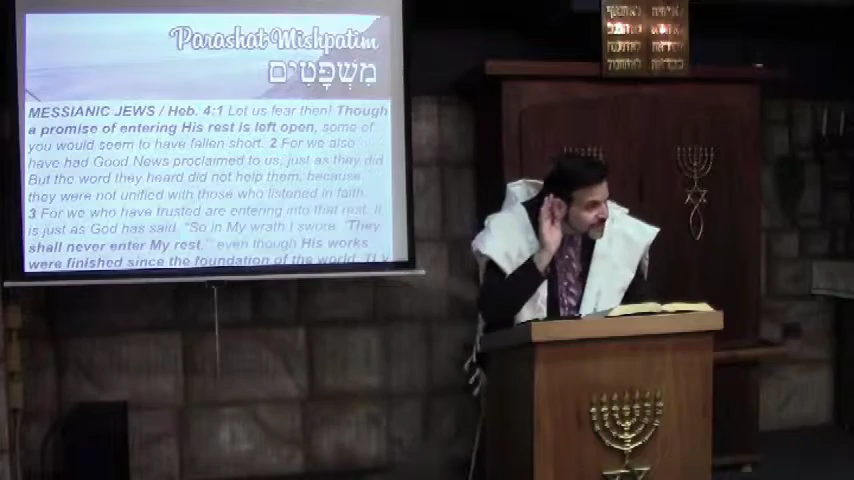 Parashat Mishpatim
מִשְׁפָּטִים
MESSIANIC JEWS / Heb. 4:1 Let us fear then! Though
a promise of entering His rest is left open, some of
you would seem to have fallen short. 2 For we also
have had Good News proclaimed to us, just as they did
But the word they heard did not help them, because
they were not unified with those who listened in faith.
3 For we who have trusted are entering into that rest. It
is just as God has said, "So in My wrath I swore, 'They
shall never enter My rest,'" even though His works
were finished since the foundation of the world. TLV